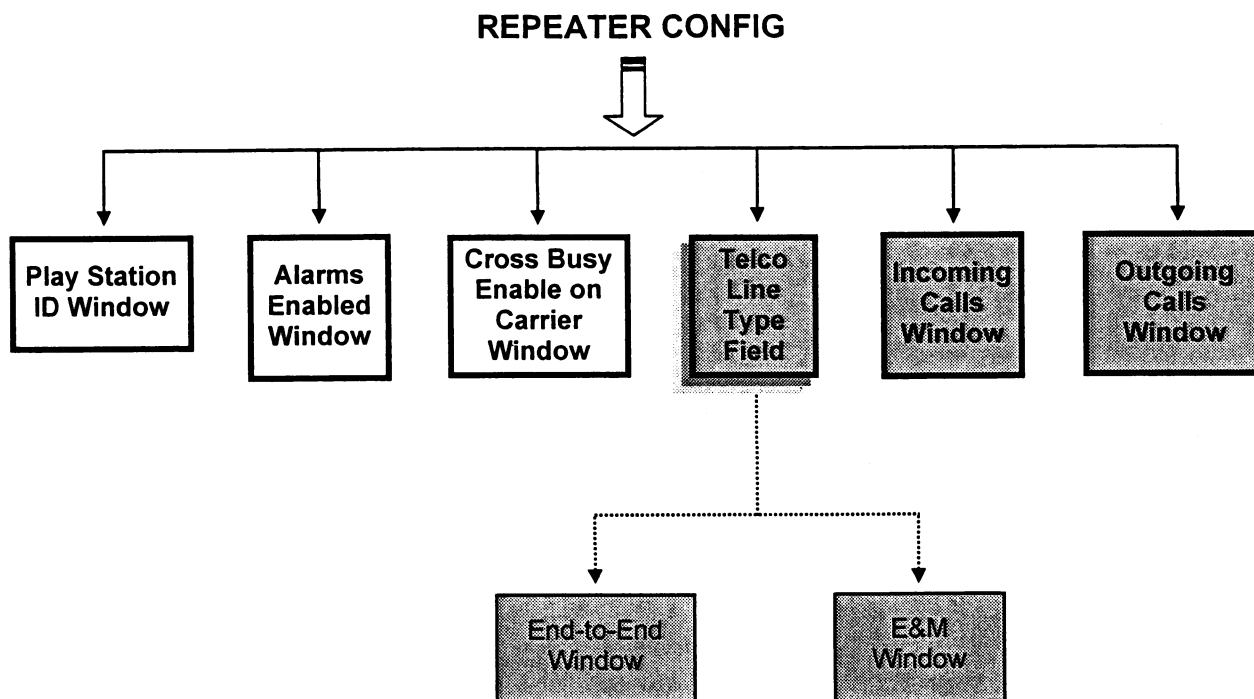 REPEATER CONFIG
Play Station
ID Window
Alarms
Enabled
Window
Cross Busy
Enable on
Carrier
Window
Telco
Line
Type
Field
Incoming
Calls
Window
Outgoing
Calls
Window
End-to-End
Window
E&M
Window